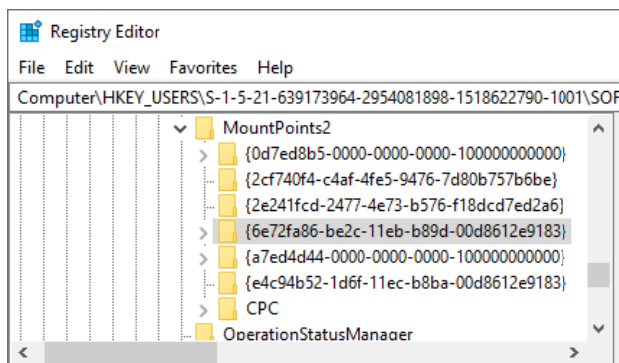 Registry Editor
File Edit View Favorites Help
Computer\HKEY_USERS\S-1-5-21-639173964-2954081898-1518622790-1001\SOF
MountPoints2
{0d7ed8b5-0000-0000-0000-100000000000}
{2cf740f4-c4af-4fe5-9476-7d80b757b6be}
{2e241fcd-2477-4e73-b576-f18dcd7ed2a6}
{6e72fa86-be2c-11eb-b89d-00d8612e9183}
{a7ed4d44-0000-0000-0000-100000000000}
{e4c94b52-1d6f-11ec-b8ba-00d8612e9183}
CPC
OperationStatusManager